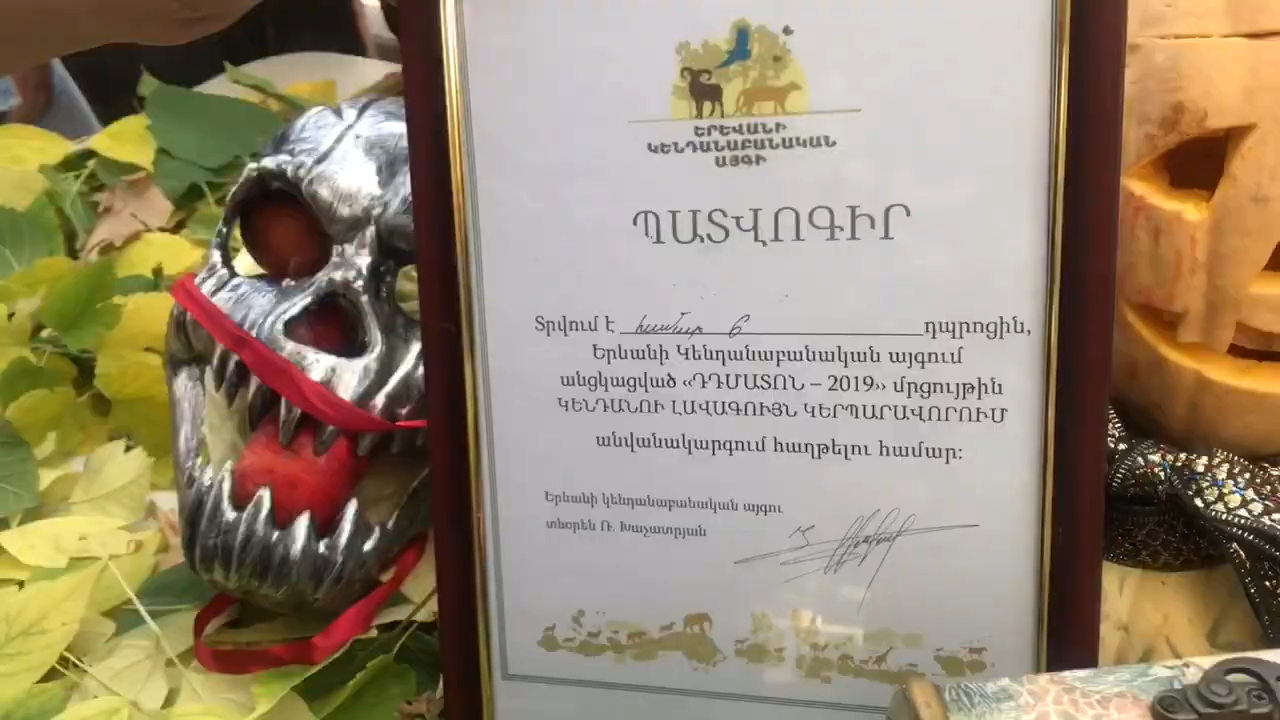 ԵՐԵՎԱՆԻ
ԿԵՆԴԱՆԱԲԱՆԱԿԱՆ
ԱՅԳԻ
ՊԱՏՎՈԳԻՐ
Տրվում է համար 6 դպրոցին,
Երևանի Կենդանաբանական այգում
անցկացված «ԴԴՄԱՏՈՆ – 2019» մրցույթին
ԿԵՆԴԱՆՈՒ ԼԱՎԱԳՈՒՅՆ ԿԵՐՊԱՐԱՎՈՐՈՒՄ
անվանակարգում հաղթելու համար:
Երևանի կենդանաբանական այգու
տնօրեն Ռ. Խաչատրյան